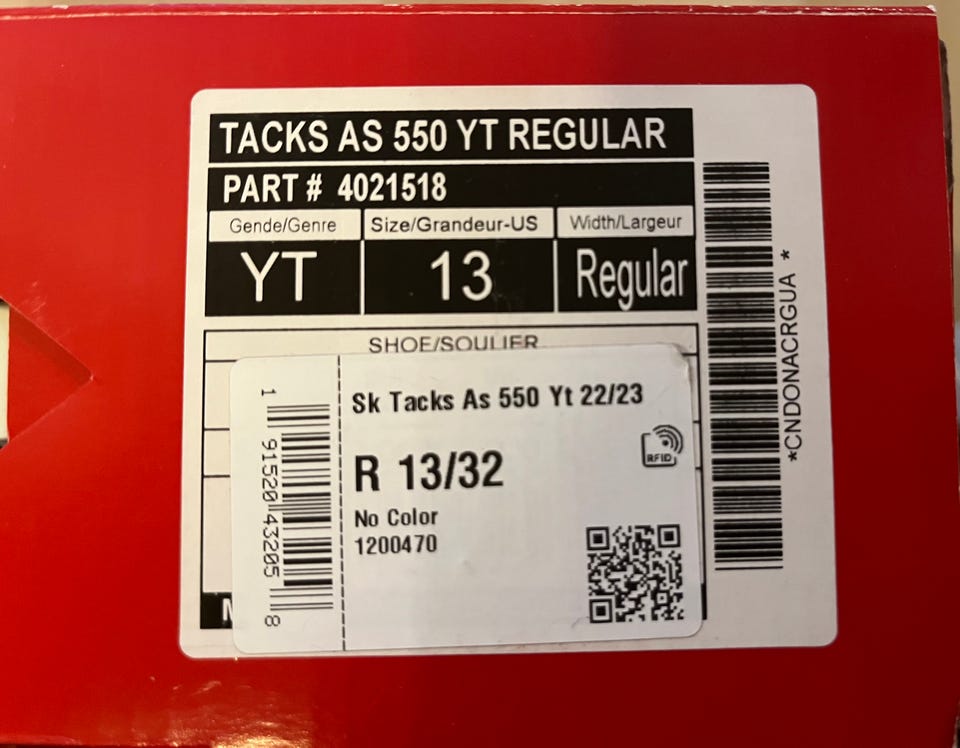 TACKS AS 550 YT REGULAR
PART # 4021518
Gende/Genre Size/Grandeur-US Width/Largeur
YT 13 Regular
SHOE/SOULIER
*CNDONACRGUA *
Sk Tacks As 550 Yt 22/23
RFID
R 13/32
No Color
1200470
1 91520 43205 8